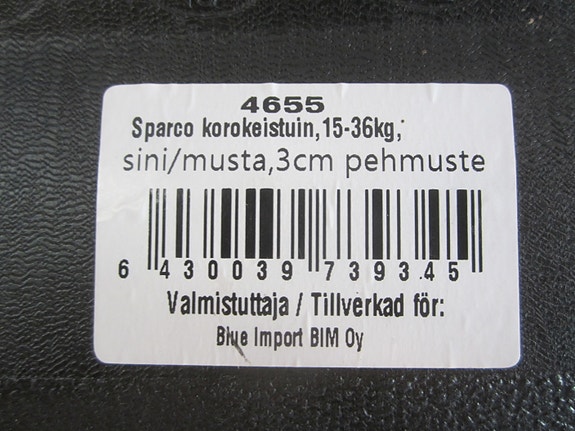 4655
Sparco korokeistuin,15-36kg,
sini/musta,3cm pehmuste
6 430039 739345
Valmistuttaja / Tillverkad för:
Blue Import BIM Oy